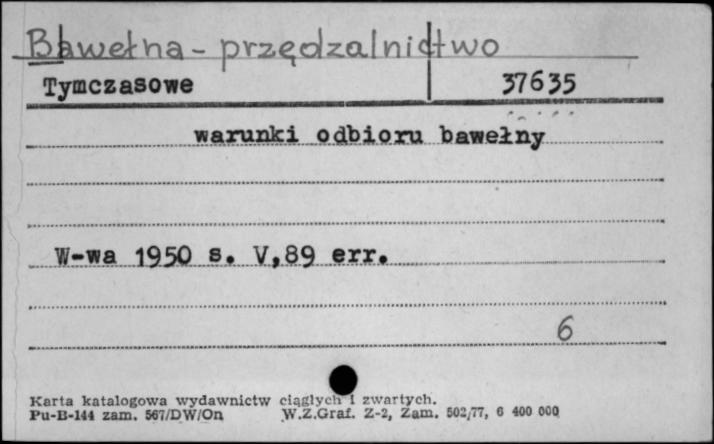 Bawełna - przędzalnictwo
Tymczasowe 37635
warunki odbioru bawełny
W-wa 1950 s. V,89 err.
6
Karta katalogowa wydawnictw ciągłych i zwartych.
Pu-B-144 zam. 567/DW/On W.Z.Graf. Z-2, Zam. 502/77, 6 400 000